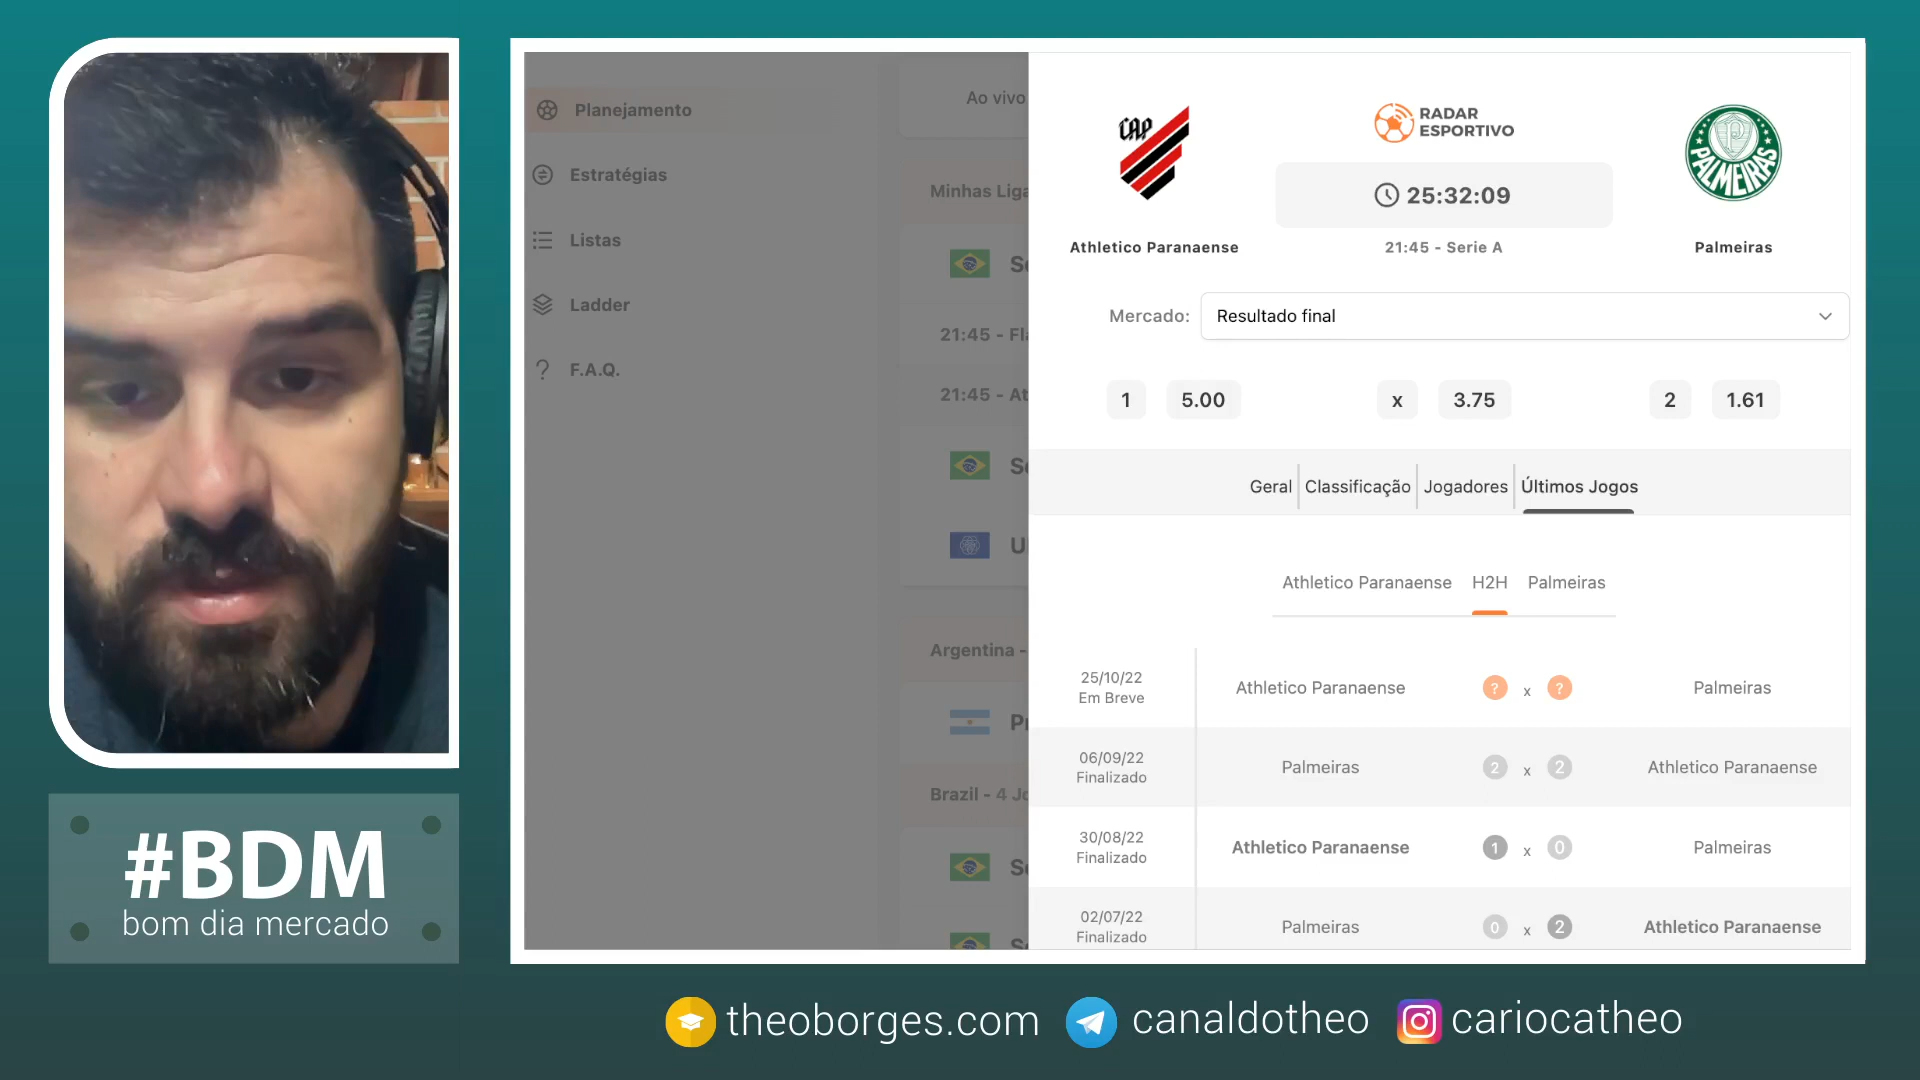 Planejamento
Estratégias
Listas
Ladder
F.A.Q.
Ao vivo
Minhas Liga
21:45 - Fla
21:45 - At
Argentina -
Brazil - 4 Jo
CAP
RADAR
ESPORTIVO
PALMEIRAS
25:32:09
Athletico Paranaense
21:45 - Serie A
Palmeiras
Mercado:
Resultado final
1 5.00 x 3.75 2 1.61
Geral Classificação Jogadores Últimos Jogos
Athletico Paranaense H2H Palmeiras
25/10/22
Em Breve
Athletico Paranaense ? x ? Palmeiras
06/09/22
Finalizado
Palmeiras 2 x 2 Athletico Paranaense
30/08/22
Finalizado
Athletico Paranaense 1 x 0 Palmeiras
02/07/22
Finalizado
Palmeiras 0 x 2 Athletico Paranaense
#BDM
bom dia mercado
theoborges.com
canaldotheo
cariocatheo